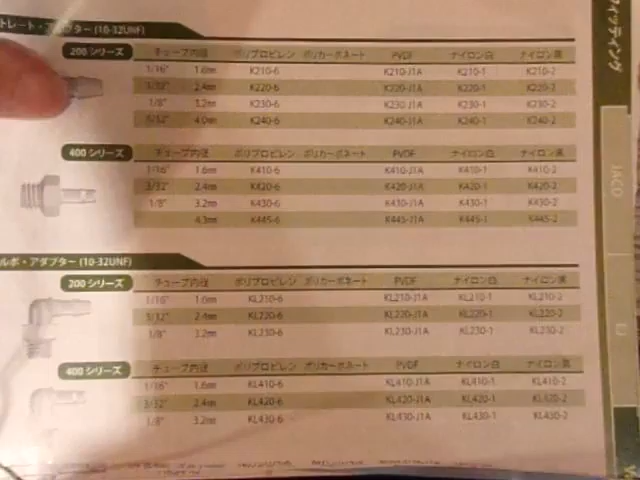 トレート・アダプター (10-32UNF)
フィッティング
200 シリーズ チューブ内径 ポリプロピレン ポリカーボネート PVDF ナイロン白 ナイロン黒
1/16" 1.6mm K210-6 K210-J1A K210-1 K210-2
3/32" 2.4mm K220-6 K220-J1A K220-1 K220-2
1/8" 3.2mm K230-6 K230-J1A K230-1 K230-2
5/32" 4.0mm K240-6 K240-J1A K240-1 K240-2
400 シリーズ チューブ内径 ポリプロピレン ポリカーボネート PVDF ナイロン白 ナイロン黒
1/16" 1.6mm K410-6 K410-J1A K410-1 K410-2
3/32" 2.4mm K420-6 K420-J1A K420-1 K420-2
1/8" 3.2mm K430-6 K430-J1A K430-1 K430-2
4.3mm K445-6 K445-J1A K445-1 K445-2
ルボ・アダプター (10-32UNF)
200 シリーズ チューブ内径 ポリプロピレン ポリカーボネート PVDF ナイロン白 ナイロン黒
1/16" 1.6mm KL210-6 KL210-J1A KL210-1 KL210-2
3/32" 2.4mm KL220-6 KL220-J1A KL220-1 KL220-2
1/8" 3.2mm KL230-6 KL230-J1A KL230-1 KL230-2
400 シリーズ チューブ内径 ポリプロピレン ポリカーボネート PVDF ナイロン白 ナイロン黒
1/16" 1.6mm KL410-6 KL410-J1A KL410-1 KL410-2
3/32" 2.4mm KL420-6 KL420-J1A KL420-1 KL420-2
1/8" 3.2mm KL430-6 KL430-J1A KL430-1 KL430-2